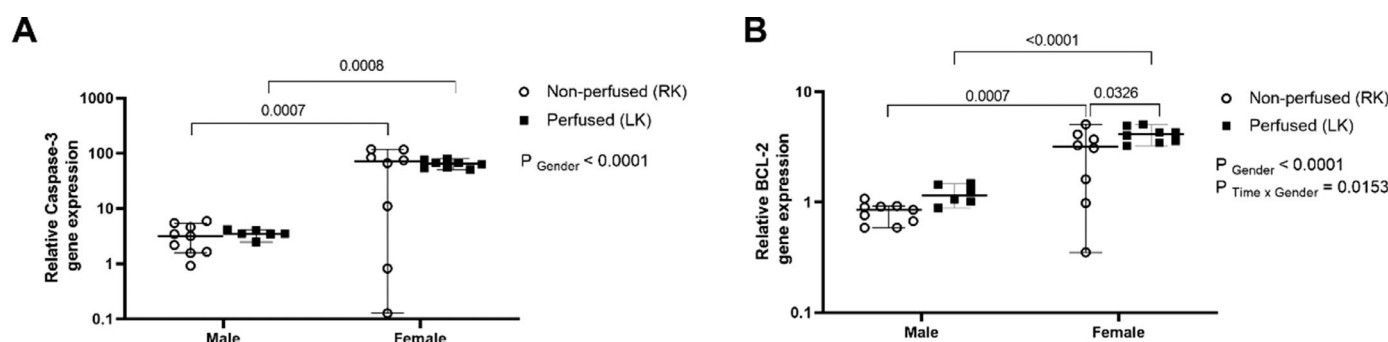 A
0.0008
0.0007
1000
100
10
1
0.1
Relative Caspase-3
gene expression
Male
Female
Non-perfused (RK)
Perfused (LK)
P Gender < 0.0001
B
<0.0001
0.0007
0.0326
10
1
0.1
Relative BCL-2
gene expression
Male
Female
Non-perfused (RK)
Perfused (LK)
P Gender < 0.0001
P Time x Gender = 0.0153